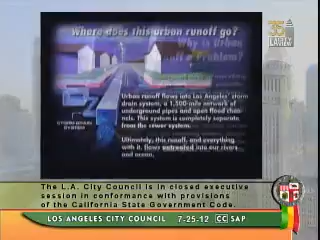 Where does this urban runoff go?
Why is Urban
Problem?
35
Urban runoff flows into Los Angeles' storm
drain system, a 1,500-mile network of
underground pipes and open flood chan-
nels. This system is completely separate
from the sewer system.
STORM DRAIN
SYSTEM
Ultimately, this runoff, and everything
with it, flows untreated into our rivers
and ocean.
The L.A. City Council is in closed executive
session in conformance with provisions
of the California State Government Code.
LOS ANGELES CITY COUNCIL 7-25-12 CC SAP